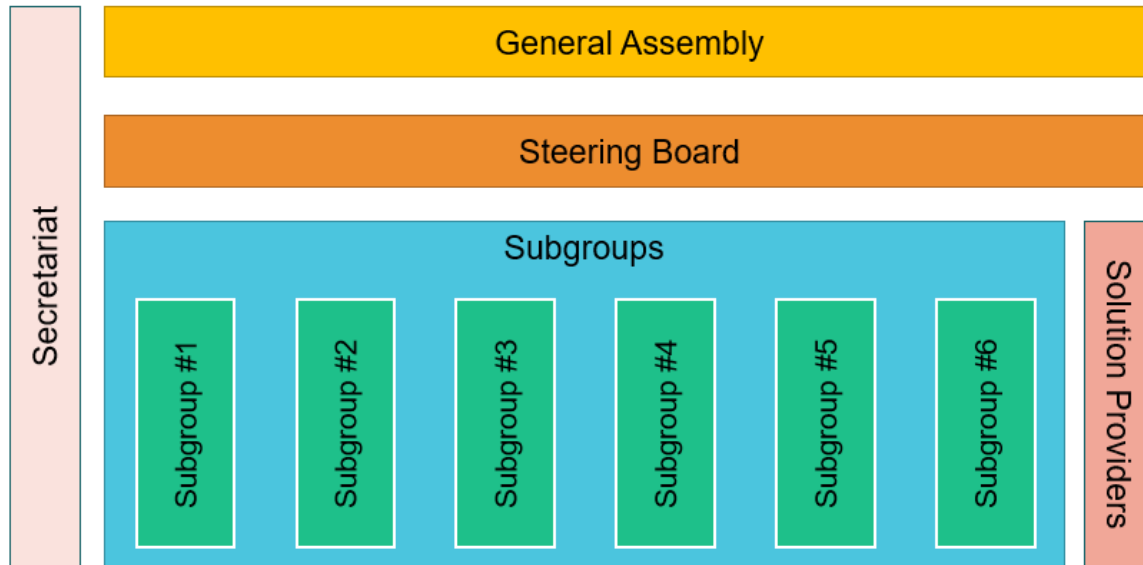 General Assembly
Steering Board
Secretariat
Subgroups
Subgroup #1
Subgroup #2
Subgroup #3
Subgroup #4
Subgroup #5
Subgroup #6
Solution Providers